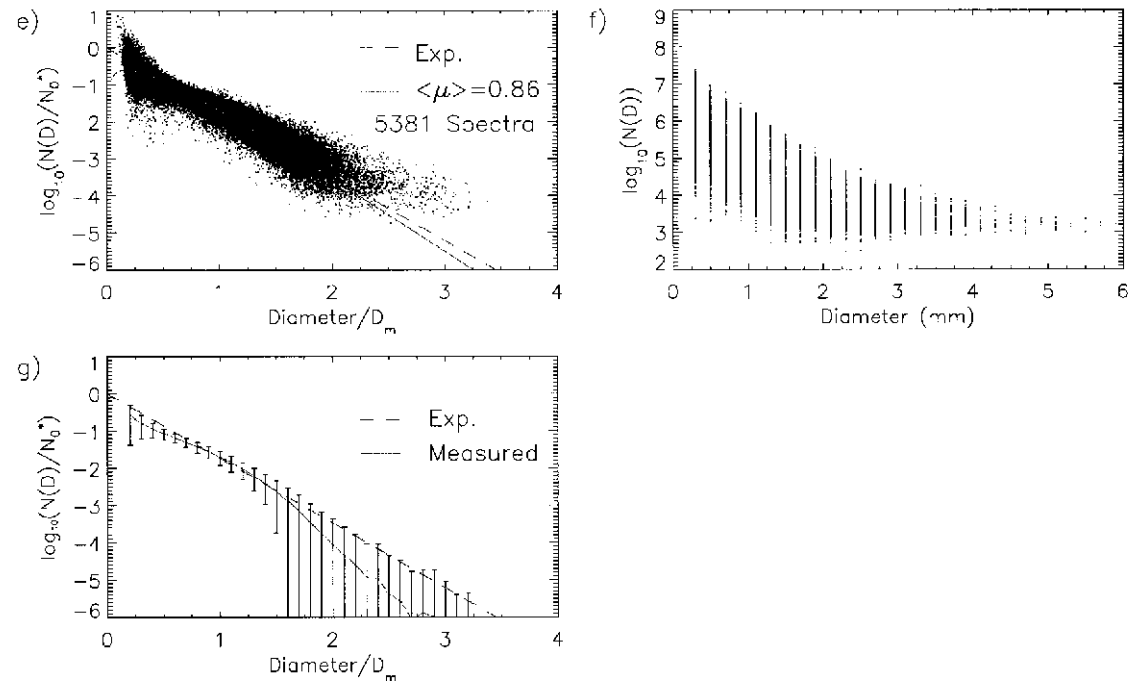 e)
1
0
−1
−2
−3
−4
−5
−6
log₁₀(N(D)/N₀*)
Exp.
<μ>=0.86
5381 Spectra
0
1
2
3
4
Diameter/Dₘ
f)
9
8
7
6
5
4
3
2
log₁₀(N(D))
0
1
2
3
4
5
6
Diameter (mm)
g)
1
0
−1
−2
−3
−4
−5
−6
log₁₀(N(D)/N₀*)
Exp.
Measured
0
1
2
3
4
Diameter/Dₘ